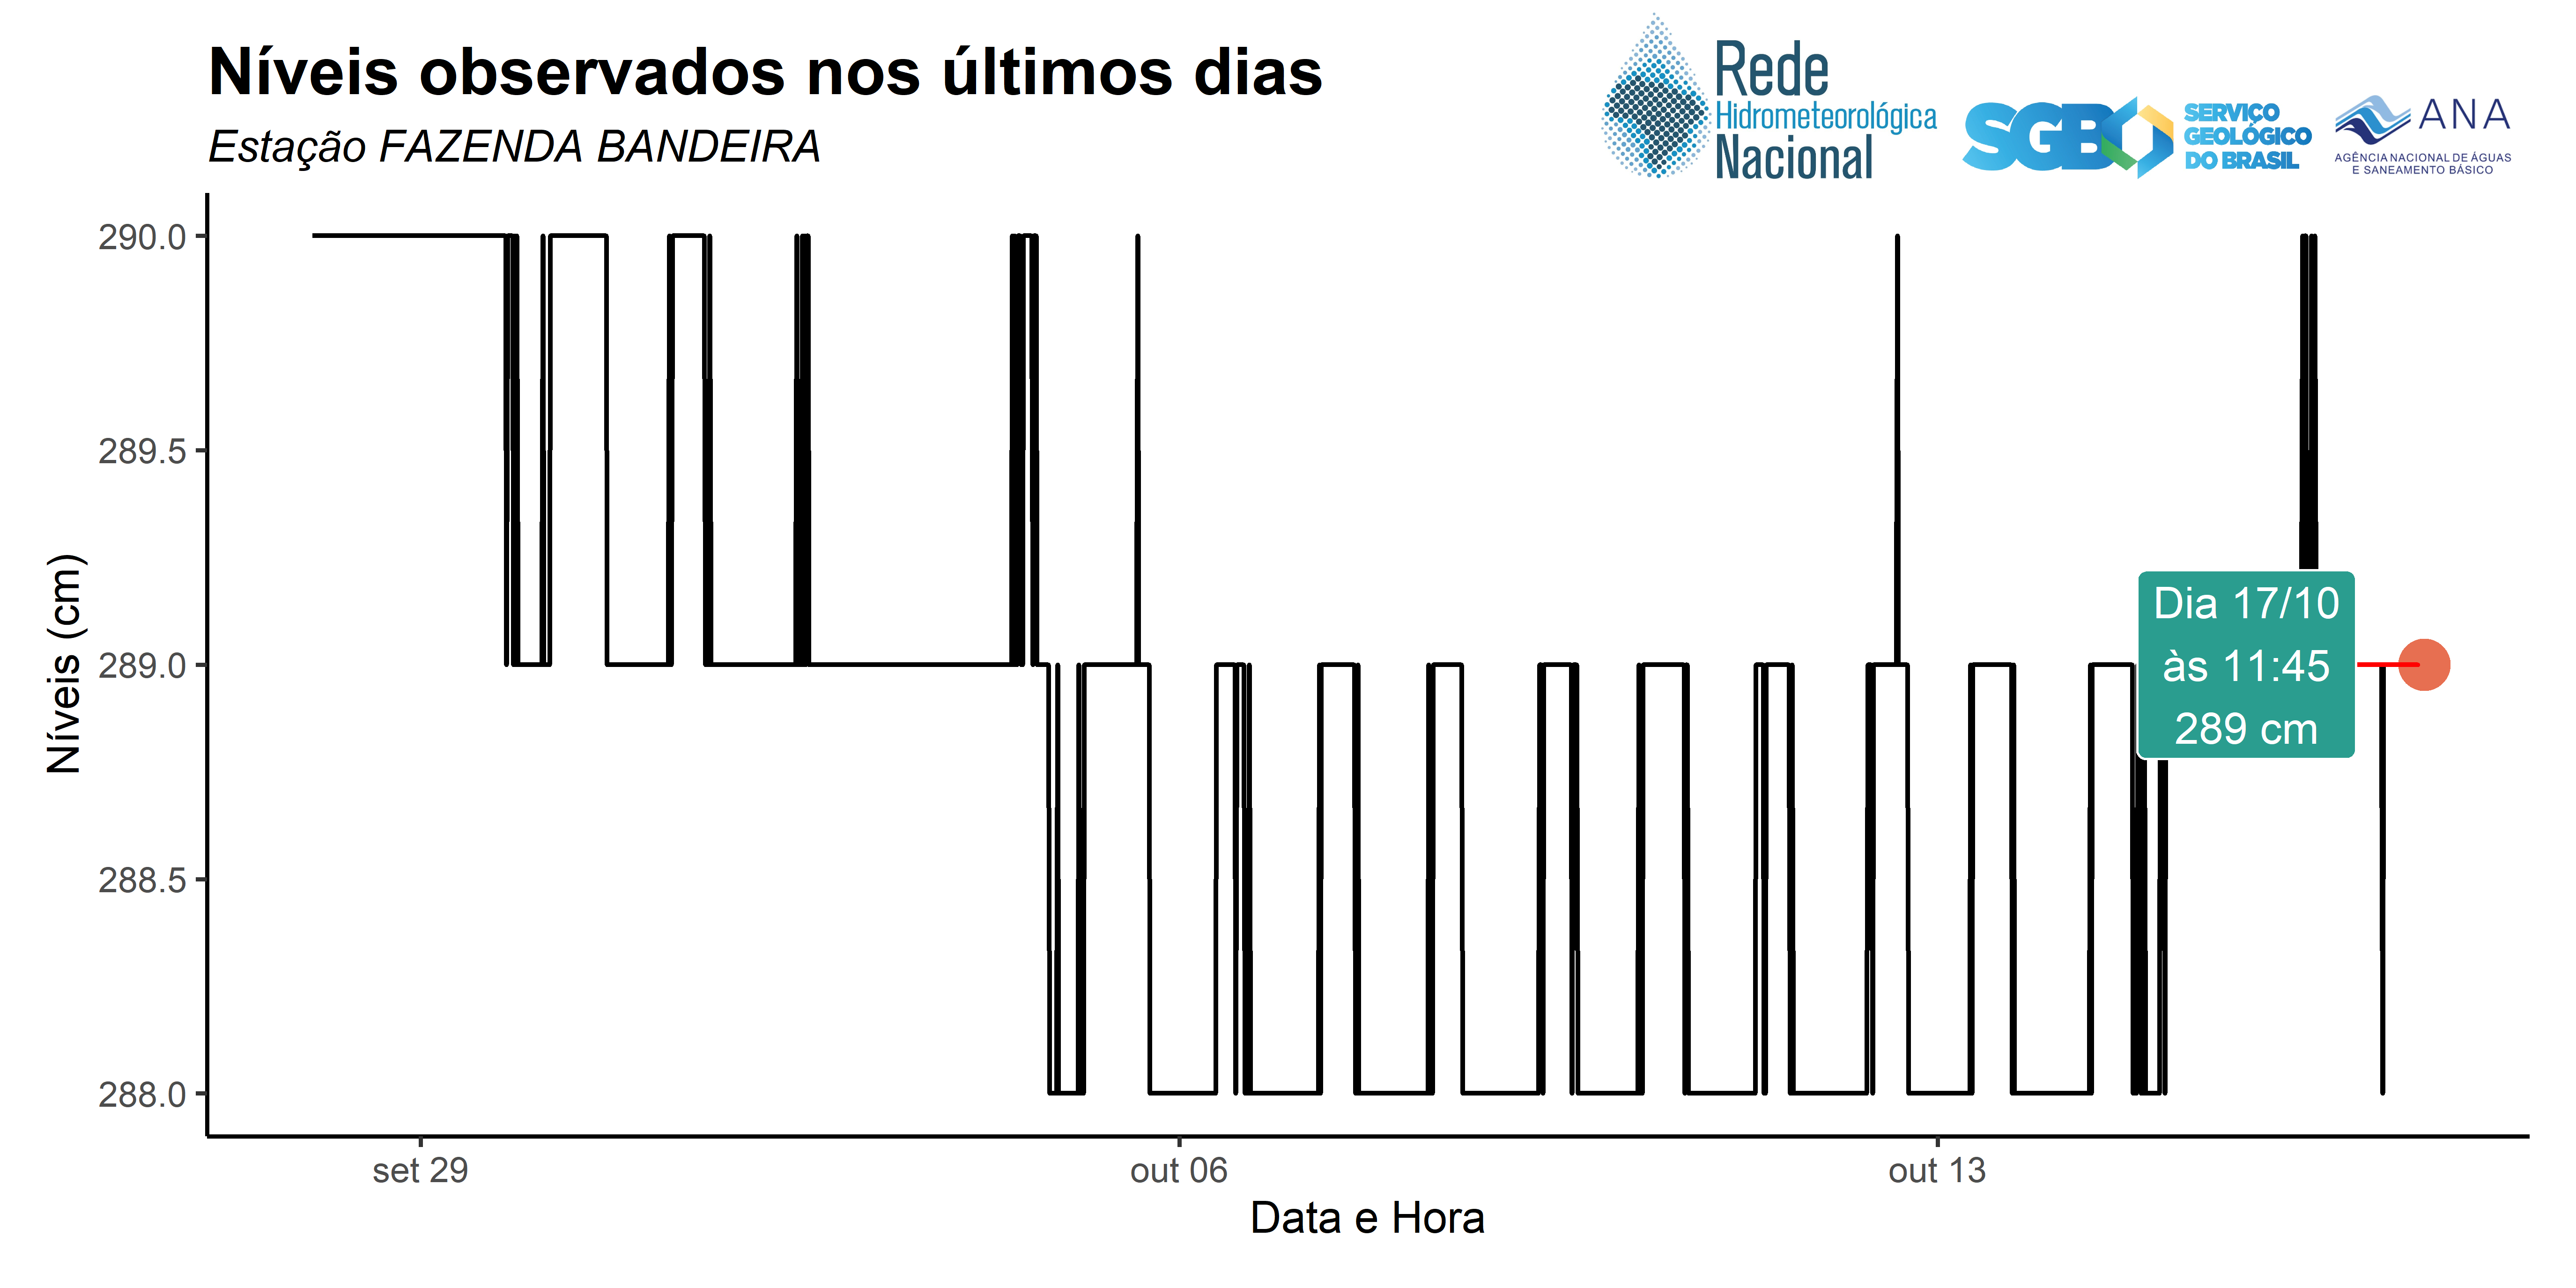 Níveis observados nos últimos dias
Estação FAZENDA BANDEIRA
Rede
Hidrometeorológica
Nacional
SGB
SERVIÇO
GEOLÓGICO
DO BRASIL
ANA
AGÊNCIA NACIONAL DE ÁGUAS
E SANEAMENTO BÁSICO
Níveis (cm)
290.0
289.5
289.0
288.5
288.0
Dia 17/10
às 11:45
289 cm
set 29
out 06
out 13
Data e Hora